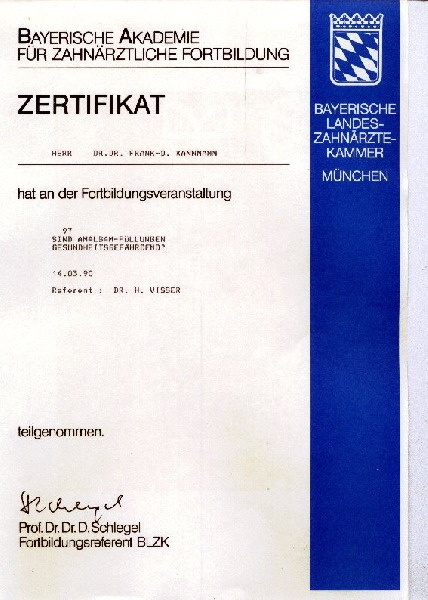 BAYERISCHE AKADEMIE
FÜR ZAHNÄRZTLICHE FORTBILDUNG
ZERTIFIKAT
HERR DR.DR. FRANK-D. KANNMANN
hat an der Fortbildungsveranstaltung
97
SIND AMALGAM-FÜLLUNGEN
GESUNDHEITSGEFÄHRDEND?
14.03.90
Referent : DR. H. VISSER
teilgenommen.
Prof. Dr. Dr. D. Schlegel
Fortbildungsreferent BLZK
BAYERISCHE
LANDES-
ZAHNÄRZTE-
KAMMER
MÜNCHEN